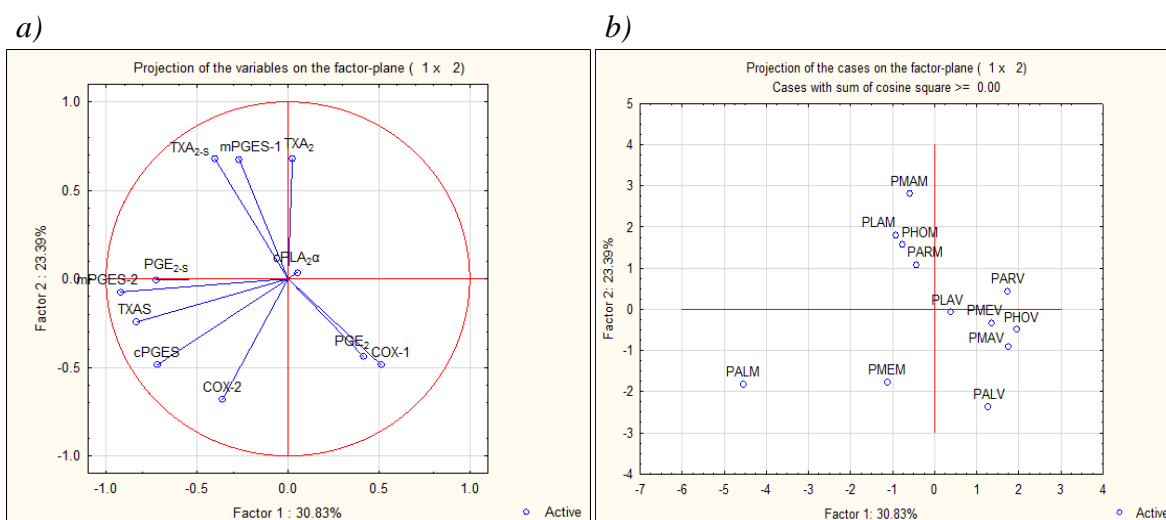 a)
b)
Projection of the variables on the factor-plane ( 1 x 2)
1.0
0.5
0.0
-0.5
-1.0
Factor 2 : 23.39%
TXA2-S
mPGES-1
TXA2
cPLA2α
PGE2-S
mPGES-2
TXAS
cPGES
COX-2
PGE2
COX-1
-1.0 -0.5 0.0 0.5 1.0
Factor 1 : 30.83%
Active
Projection of the cases on the factor-plane ( 1 x 2)
Cases with sum of cosine square >= 0.00
5
4
3
2
1
0
-1
-2
-3
-4
Factor 2: 23.39%
PMAM
PLAM
PHOM
PARM
PARV
PLAV
PMEV
PHOV
PMAV
PALM
PMEM
PALV
-7 -6 -5 -4 -3 -2 -1 0 1 2 3 4
Factor 1: 30.83%
Active